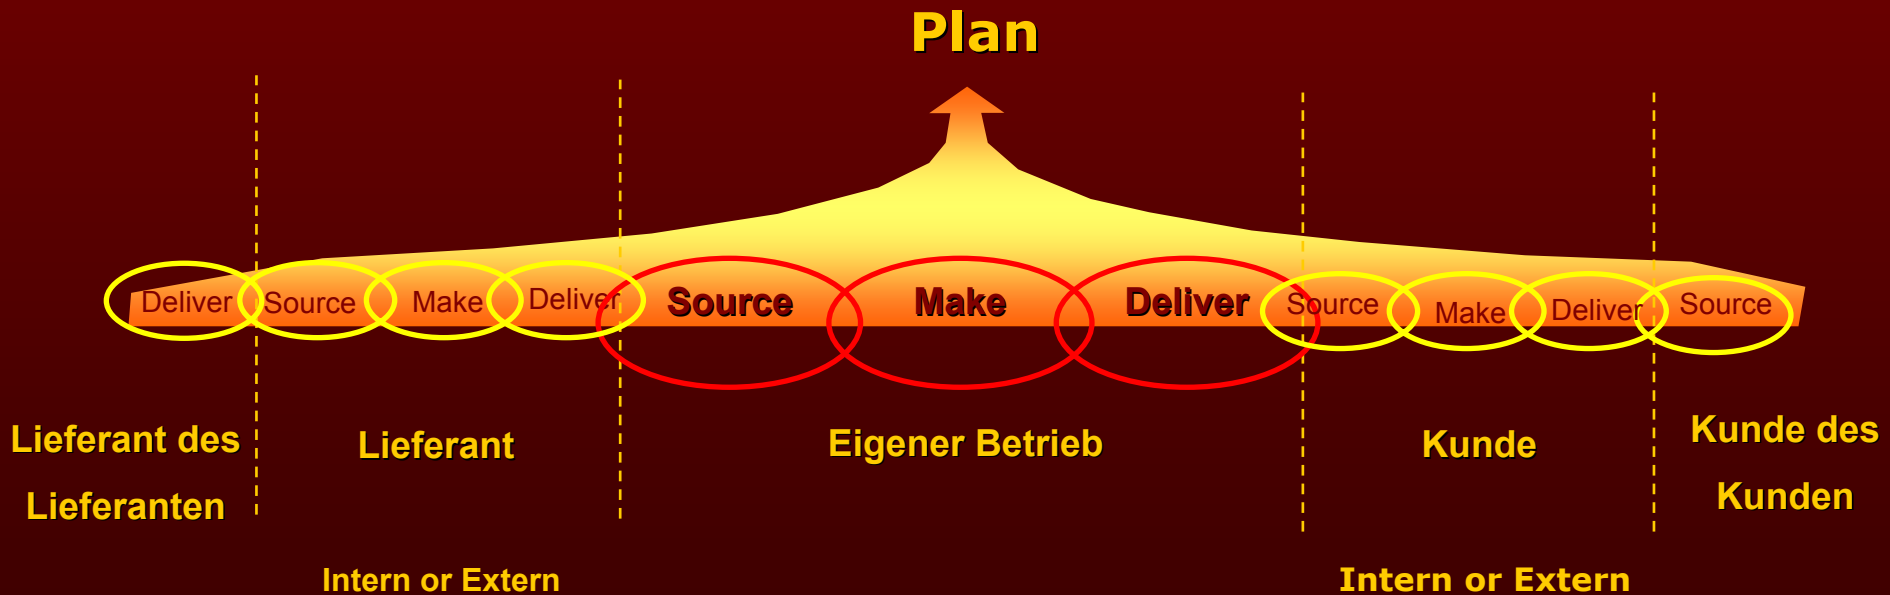 Plan
Deliver Source Make Deliver Source Make Deliver Source Make Deliver Source
Lieferant des
Lieferanten
Lieferant
Eigener Betrieb
Kunde
Kunde des
Kunden
Intern or Extern
Intern or Extern